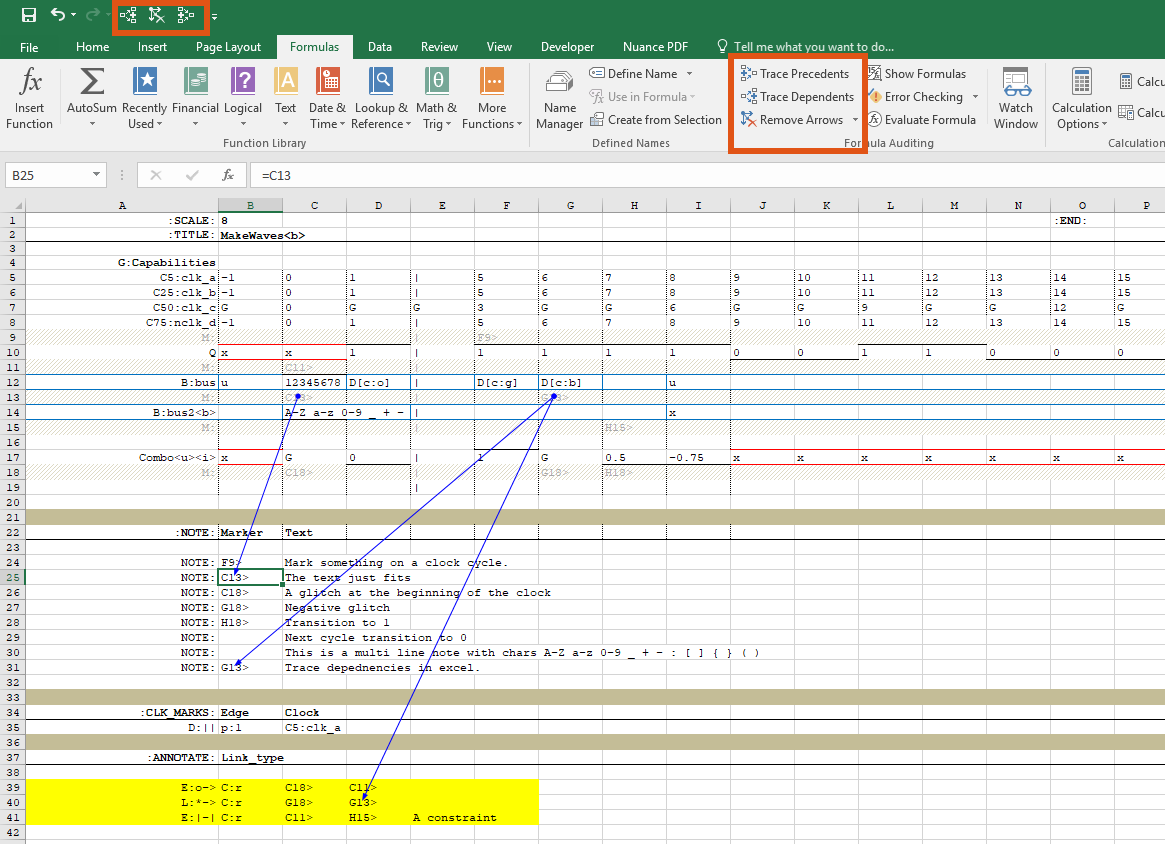 File Home Insert Page Layout Formulas Data Review View Developer Nuance PDF Tell me what you want to do...
fx Σ ? A θ
Insert Function AutoSum Recently Used Financial Logical Text Date & Time Lookup & Reference Math & Trig More Functions
Name Manager Define Name Use in Formula Create from Selection
Trace Precedents Trace Dependents Remove Arrows
Show Formulas Error Checking Evaluate Formula
Watch Window Calculation Options Calcu Calcu
Function Library Defined Names Formula Auditing Calculation
B25 fx =C13
A B C D E F G H I J K L M N O P
1 :SCALE: 8 :END:
2 :TITLE: MakeWaves<b>
3
4 G:Capabilities
5 C5:clk_a -1 0 1 | 5 6 7 8 9 10 11 12 13 14 15
6 C25:clk_b -1 0 1 | 5 6 7 8 9 10 11 12 13 14 15
7 C50:clk_c G 0 G G 3 G G 6 G G 9 G G 12 G
8 C75:nclk_d -1 0 1 | 5 6 7 8 9 10 11 12 13 14 15
9 M: | F9>
10 Q x x 1 | 1 1 1 1 0 0 1 1 0 0 0
11 M: C11> |
12 B:bus u 12345678 D[c:o] | D[c:g] D[c:b] u
13 M: C13> | G13>
14 B:bus2<b> A-Z a-z 0-9 _ + - | x
15 M: | H15>
16
17 Combo<u><i> x G 0 | 1 G 0.5 -0.75 x x x x x x x
18 M: C18> | G18> H18>
19 |
20
21
22 :NOTE: Marker Text
23
24 NOTE: F9> Mark something on a clock cycle.
25 NOTE: C13> The text just fits
26 NOTE: C18> A glitch at the beginning of the clock
27 NOTE: G18> Negative glitch
28 NOTE: H18> Transition to 1
29 NOTE: Next cycle transition to 0
30 NOTE: This is a multi line note with chars A-Z a-z 0-9 _ + - : [ ] { } ( )
31 NOTE: G13> Trace depednencies in excel.
32
33
34 :CLK_MARKS: Edge Clock
35 D:|| p:1 C5:clk_a
36
37 :ANNOTATE: Link_type
38
39 E:o-> C:r C18> C11>
40 L:*-> C:r G18> G13>
41 E:|-| C:r C11> H15> A constraint
42